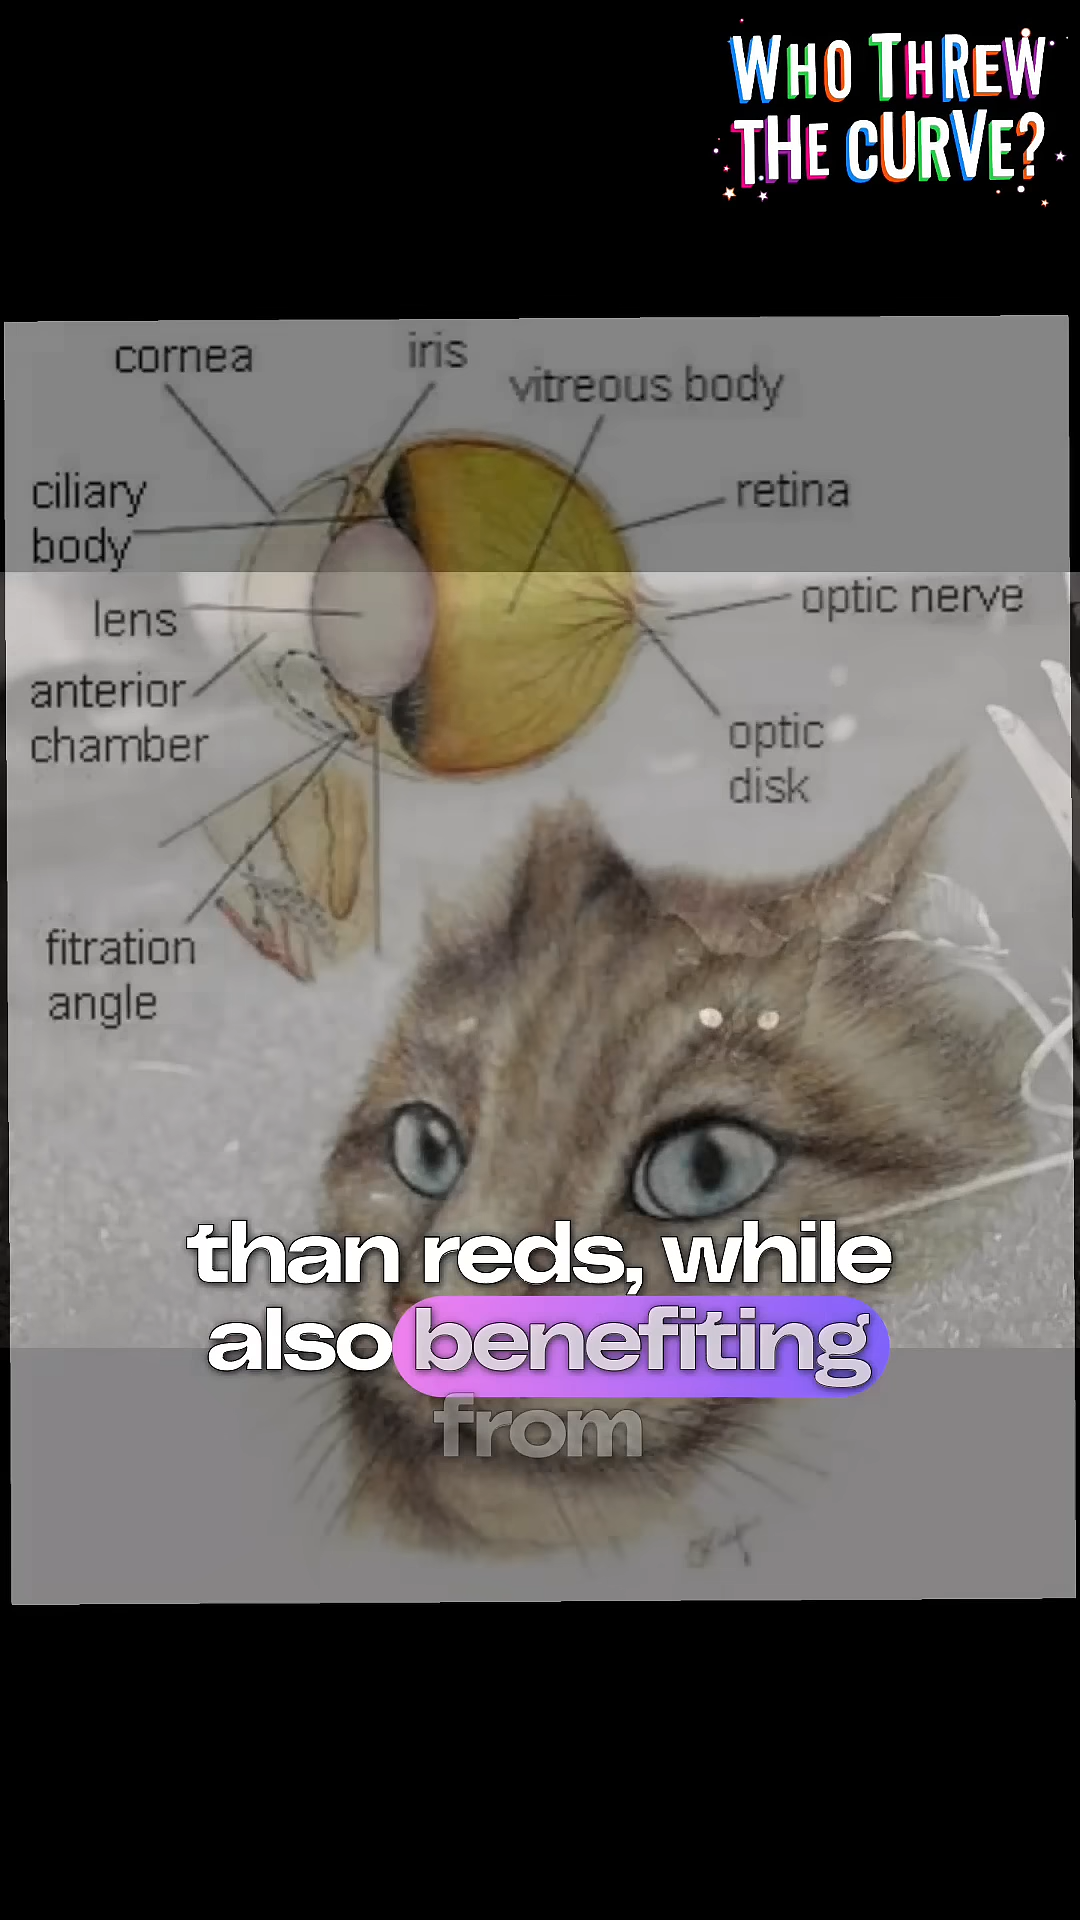 WHO THREW
THE CURVE?
cornea
iris
vitreous body
ciliary
body
retina
lens
optic nerve
anterior
chamber
optic
disk
fitration
angle
than reds, while
also benefiting
from